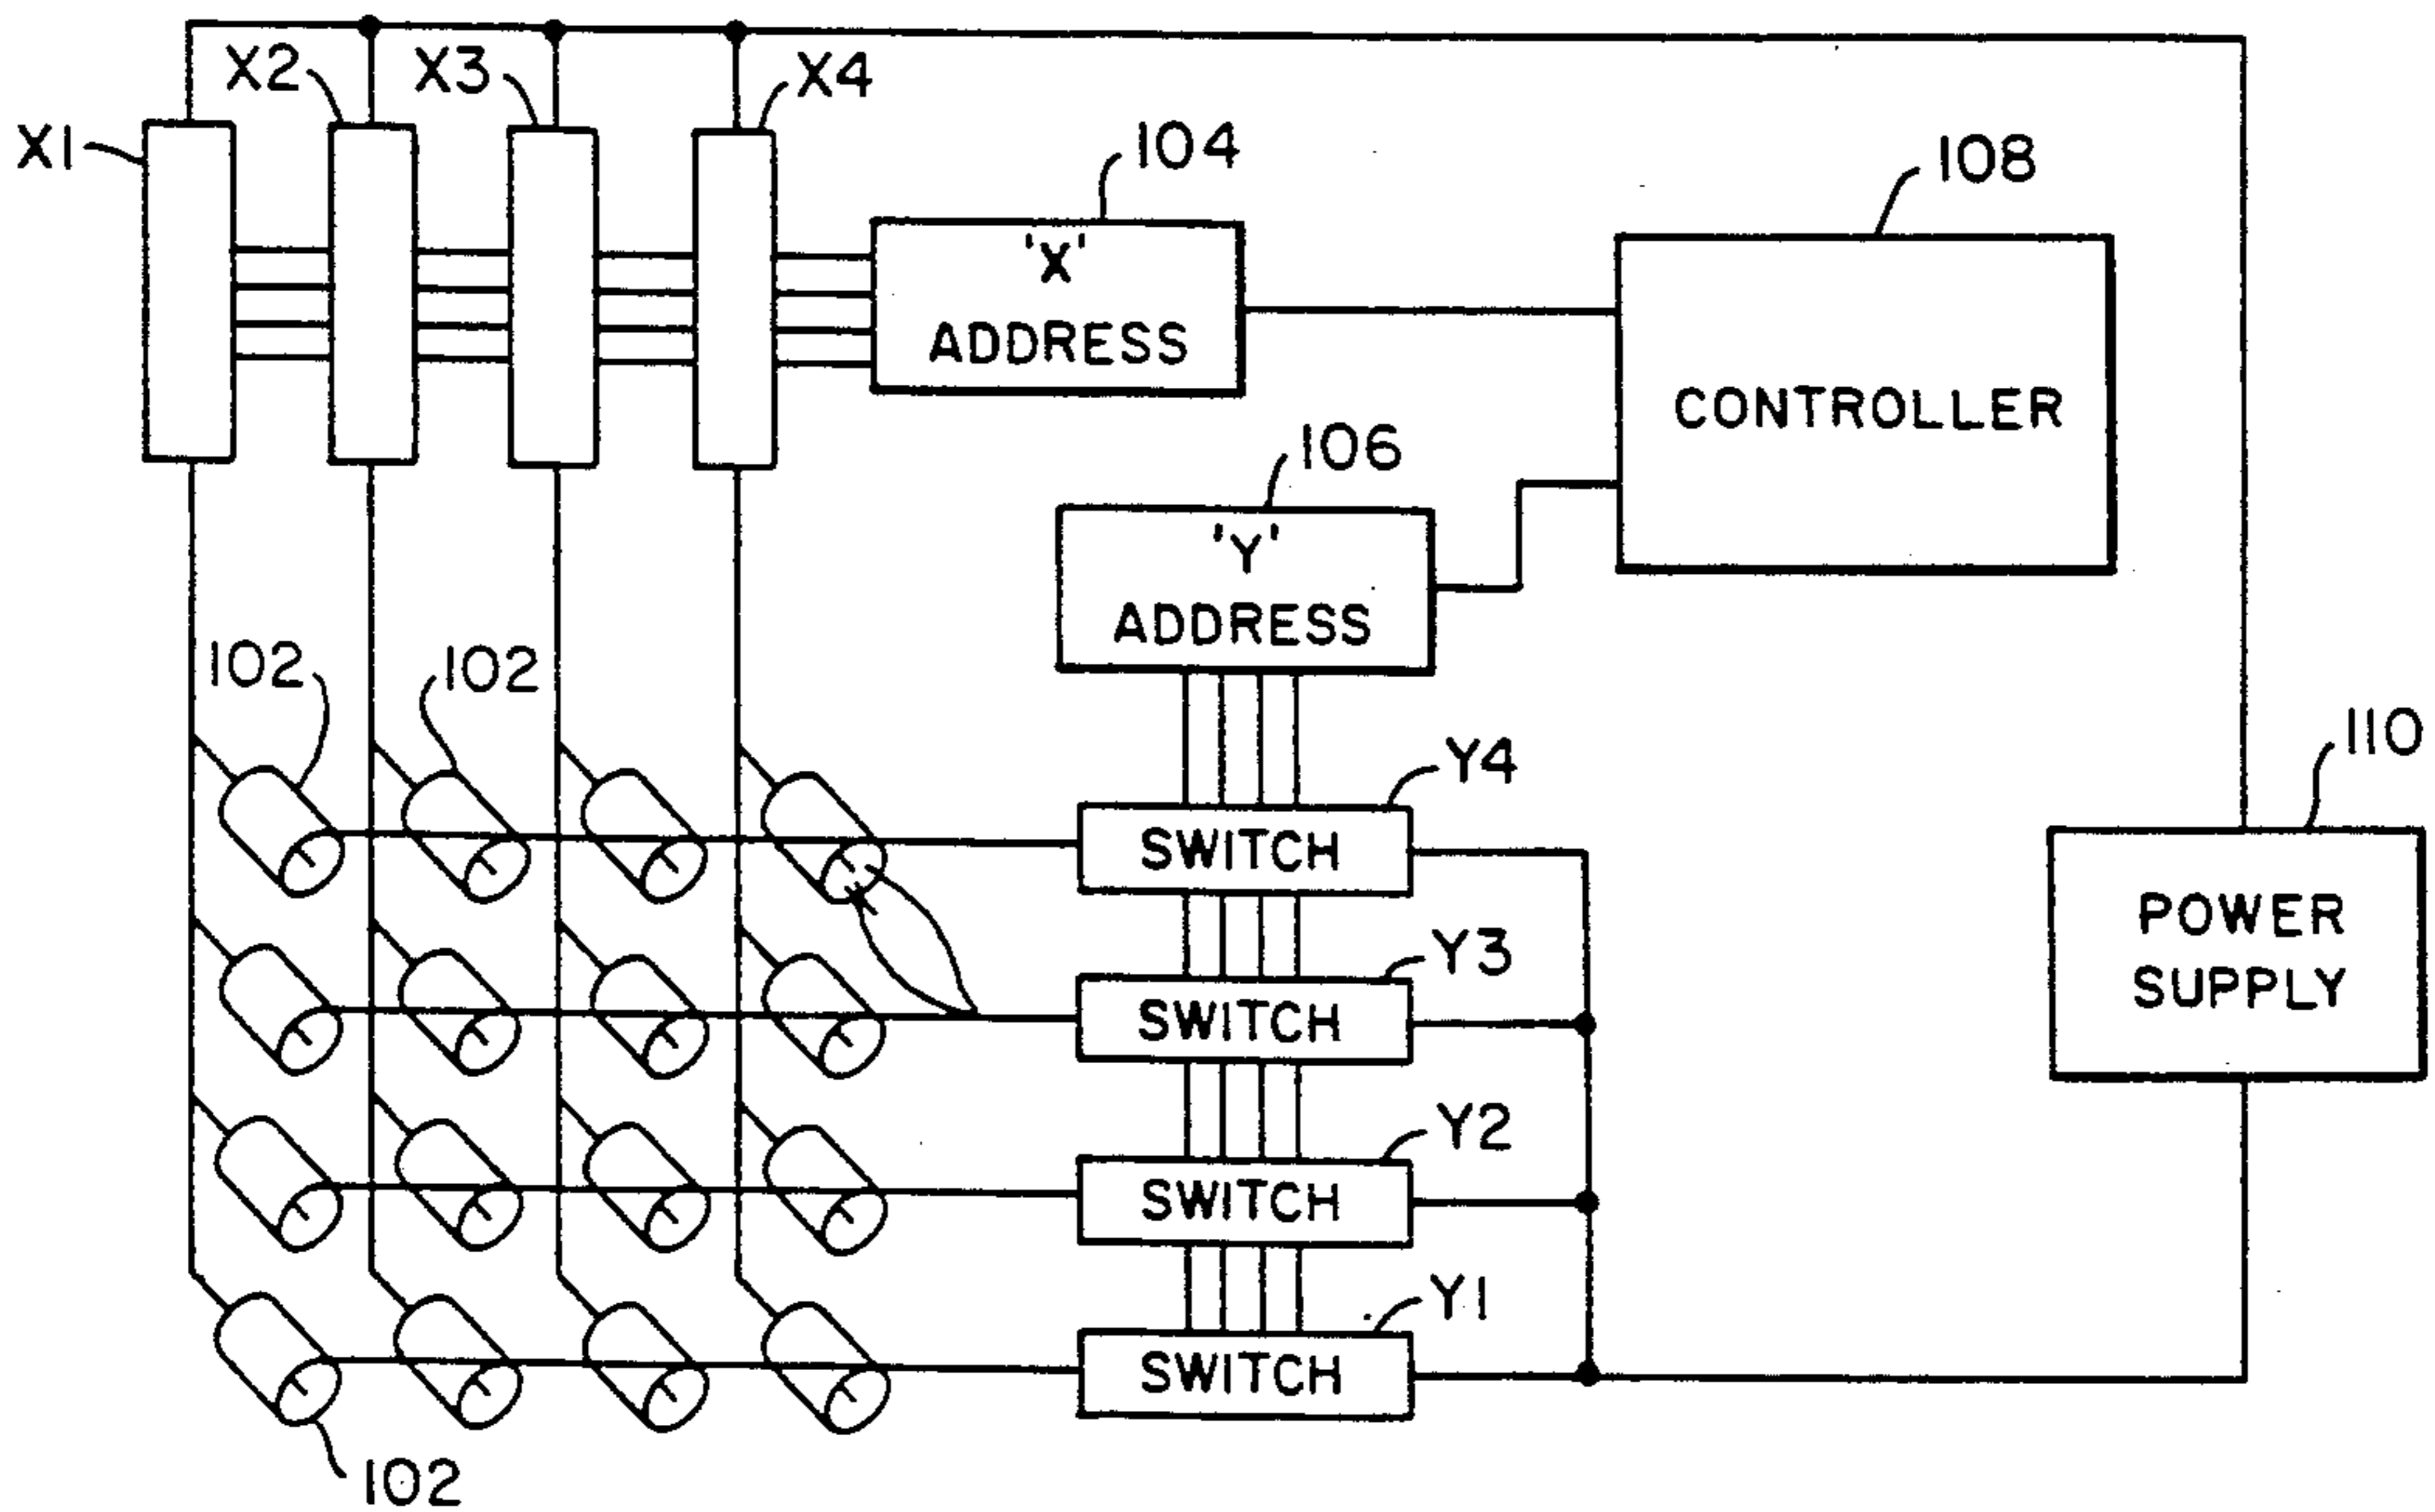 X1
X2
X3
X4
104
'X'
ADDRESS
108
CONTROLLER
106
'Y'
ADDRESS
102
102
110
POWER
SUPPLY
Y4
SWITCH
Y3
SWITCH
Y2
SWITCH
Y1
SWITCH
102